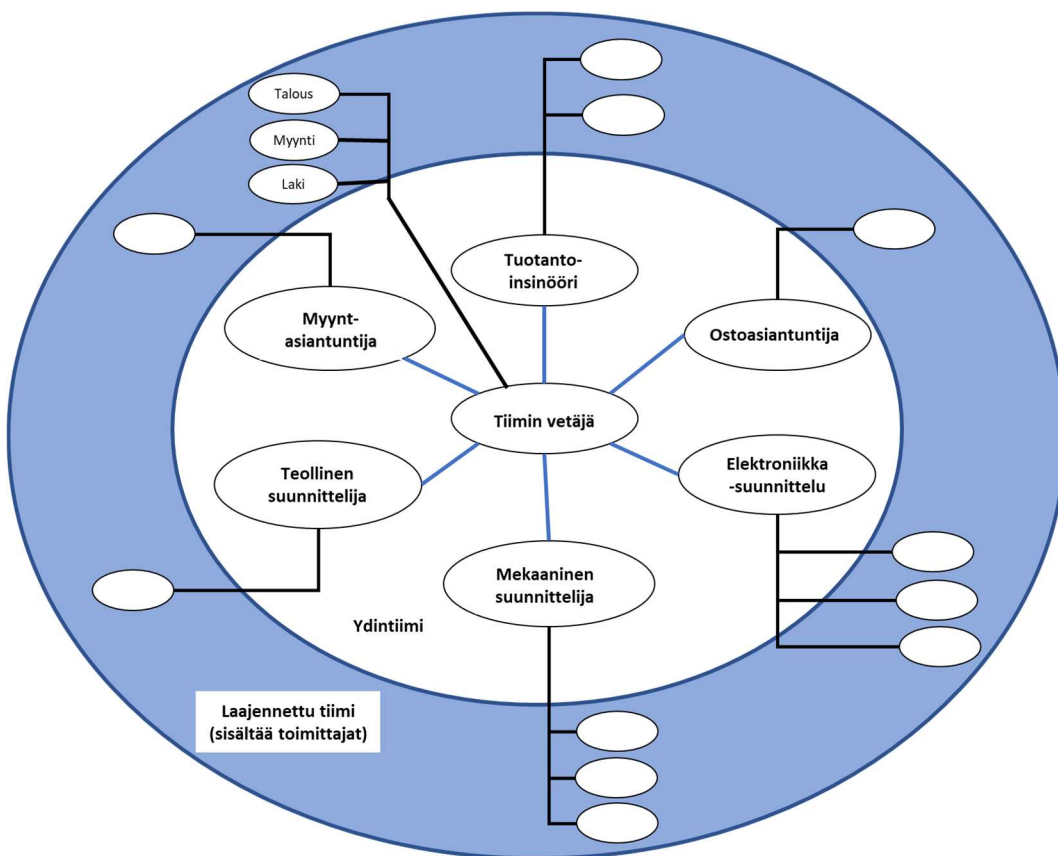 Talous
Myynti
Laki
Tuotanto-
insinööri
Myynt-
asiantuntija
Ostoasiantuntija
Tiimin vetäjä
Teollinen
suunnittelija
Elektroniikka
-suunnittelu
Mekaaninen
suunnittelija
Ydintiimi
Laajennettu tiimi
(sisältää toimittajat)